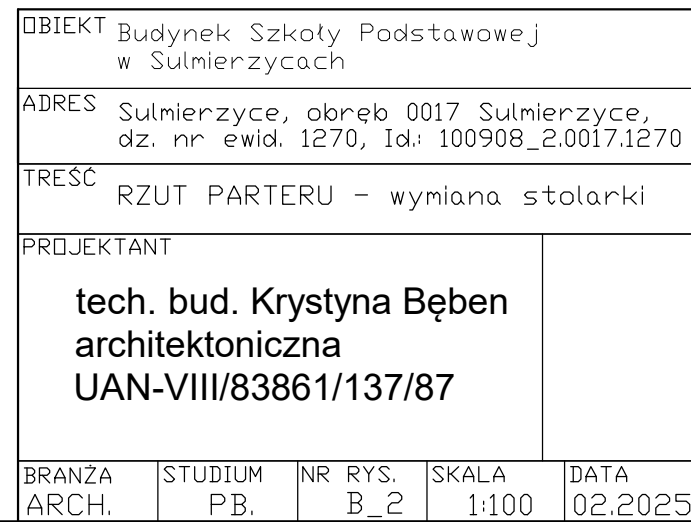 OBIEKT Budynek Szkoły Podstawowej
w Sulmierzycach
ADRES Sulmierzyce, obręb 0017 Sulmierzyce,
dz. nr ewid. 1270, Id.: 100908_2.0017.1270
TREŚĆ RZUT PARTERU - wymiana stolarki
PROJEKTANT
tech. bud. Krystyna Bęben
architektoniczna
UAN-VIII/83861/137/87
BRANŻA STUDIUM NR RYS. SKALA DATA
ARCH. PB. B_2 1:100 02.2025